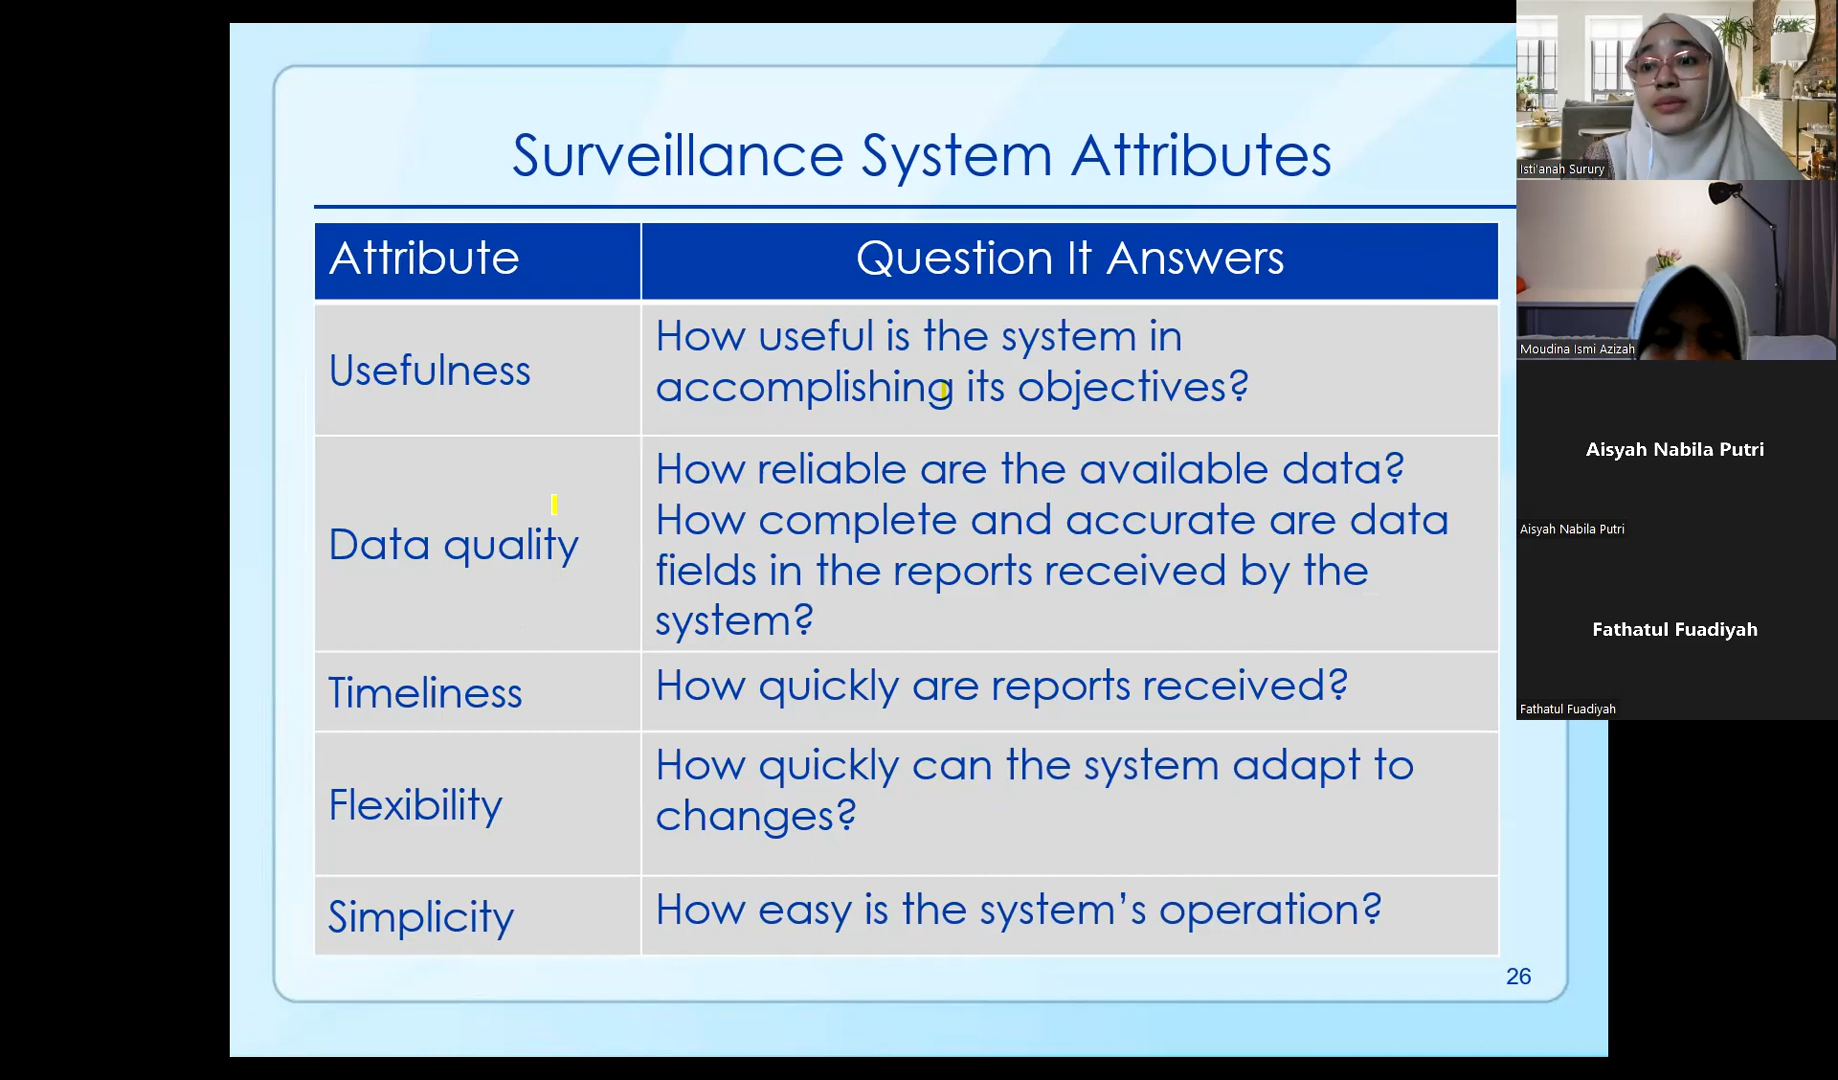 Surveillance System Attributes
Attribute
Question It Answers
Usefulness
How useful is the system in
accomplishing its objectives?
Data quality
How reliable are the available data?
How complete and accurate are data
fields in the reports received by the
system?
Timeliness
How quickly are reports received?
Flexibility
How quickly can the system adapt to
changes?
Simplicity
How easy is the system’s operation?
26
Isti'anah Surury
Moudina Ismi Azizah
Aisyah Nabila Putri
Aisyah Nabila Putri
Fathatul Fuadiyah
Fathatul Fuadiyah